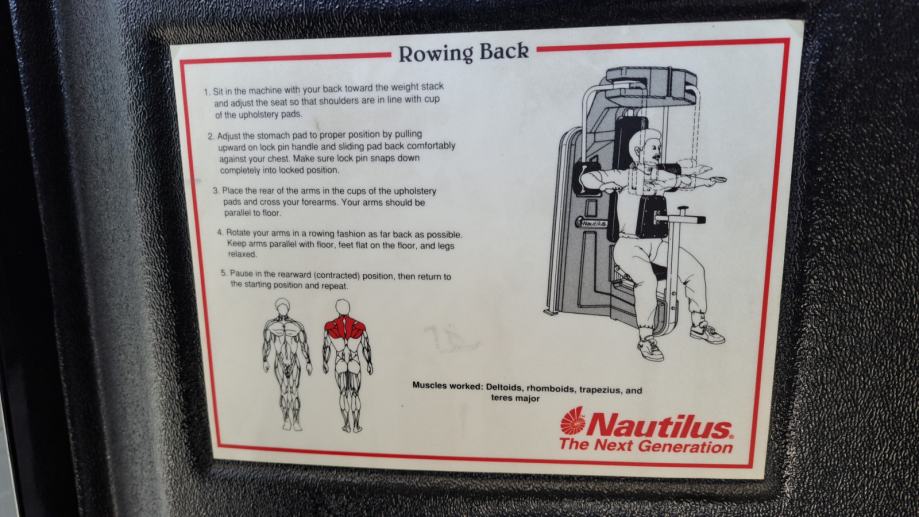 Rowing Back
1. Sit in the machine with your back toward the weight stack
and adjust the seat so that shoulders are in line with cup
of the upholstery pads.
2. Adjust the stomach pad to proper position by pulling
upward on lock pin handle and sliding pad back comfortably
against your chest. Make sure lock pin snaps down
completely into locked position.
3. Place the rear of the arms in the cups of the upholstery
pads and cross your forearms. Your arms should be
parallel to floor.
4. Rotate your arms in a rowing fashion as far back as possible.
Keep arms parallel with floor, feet flat on the floor, and legs
relaxed.
5. Pause in the rearward (contracted) position, then return to
the starting position and repeat.
Nautilus
Muscles worked: Deltoids, rhomboids, trapezius, and
teres major
Nautilus®
The Next Generation